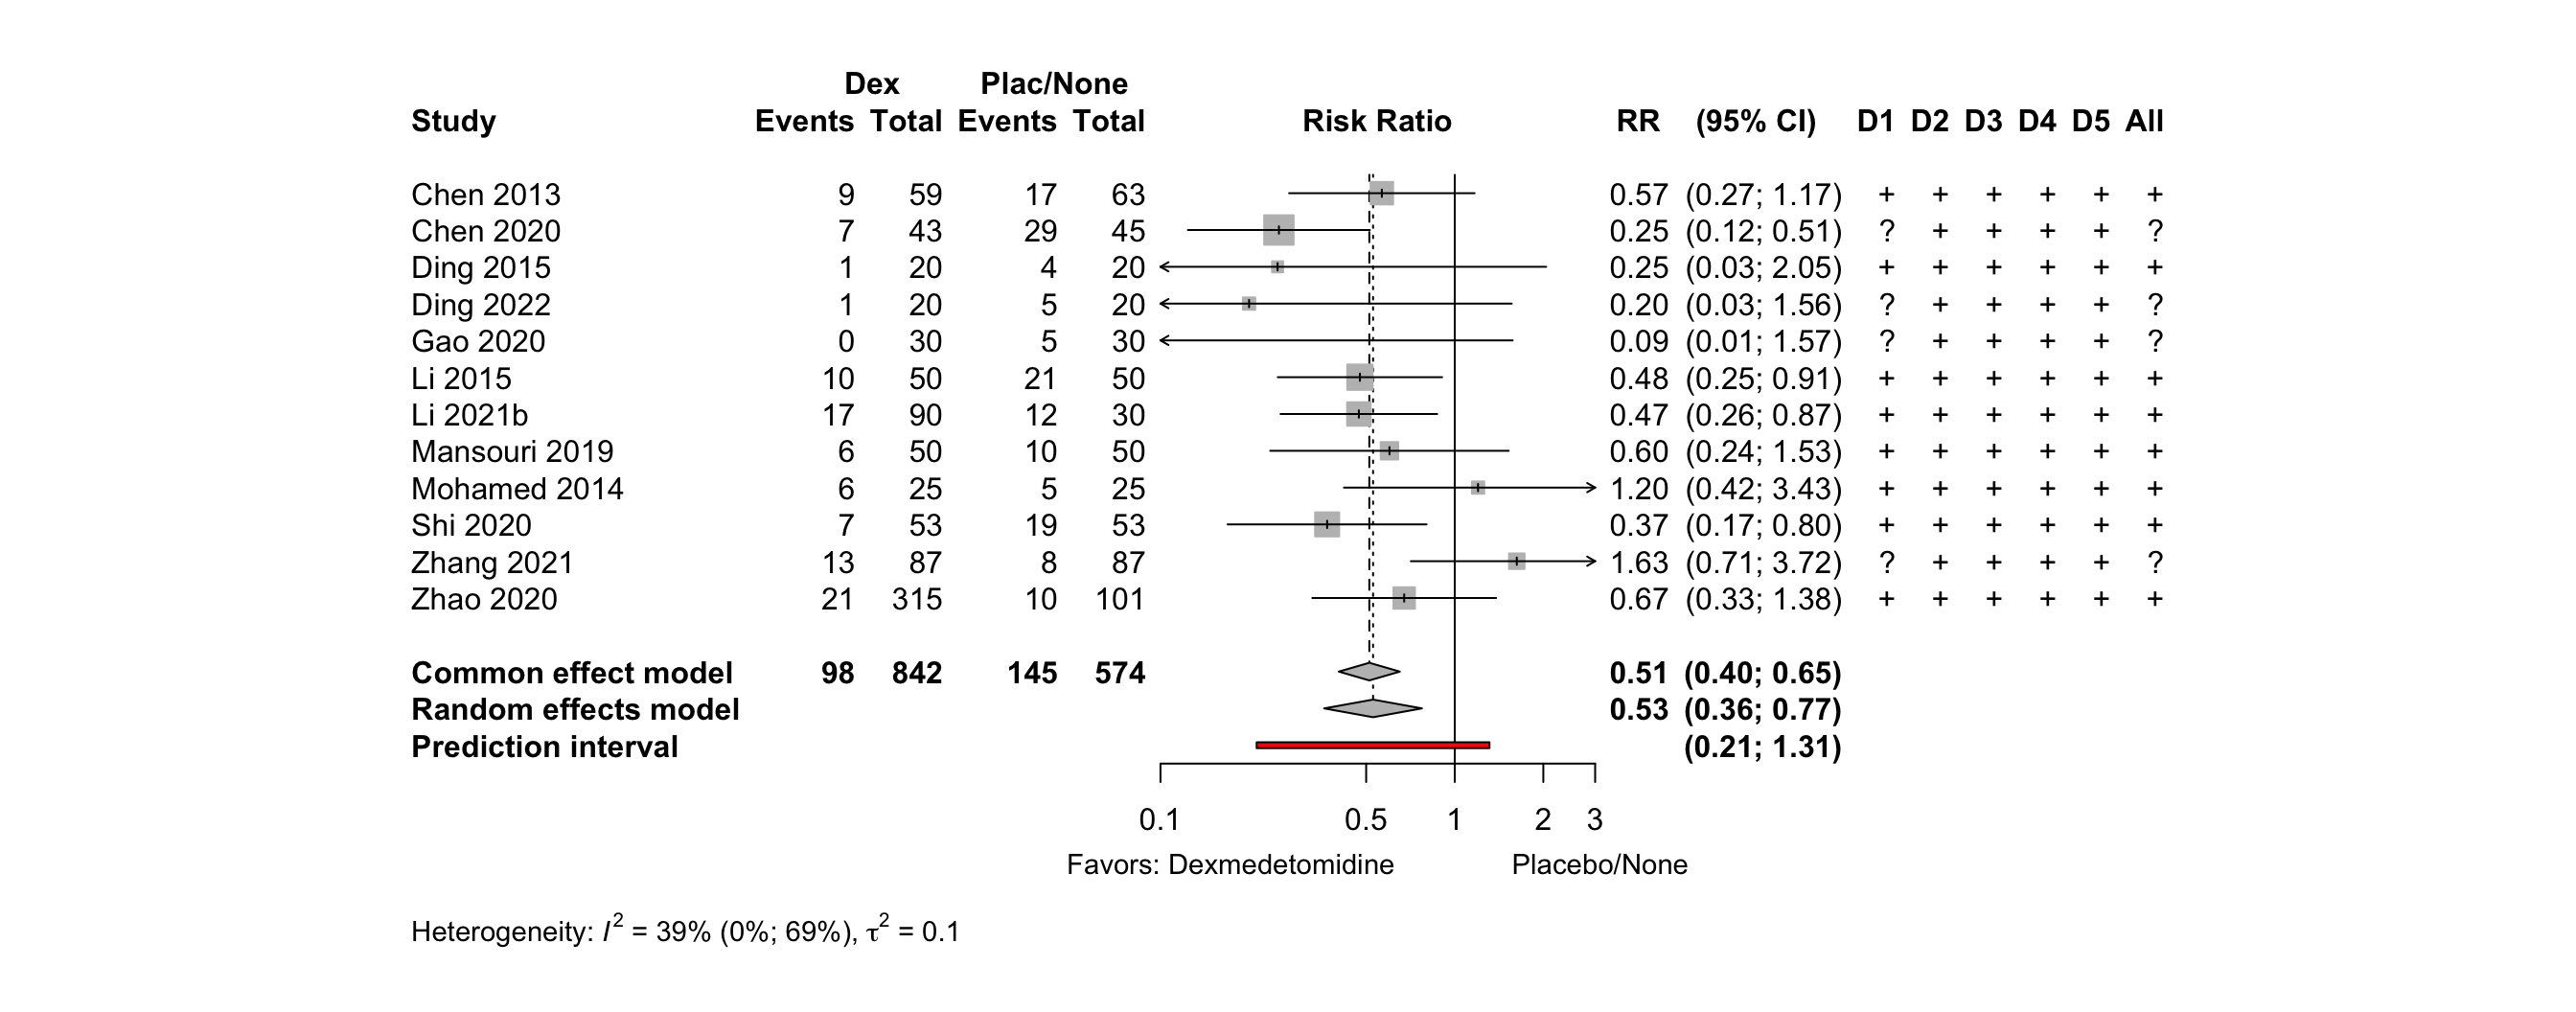 Dex Plac/None
Study Events Total Events Total Risk Ratio RR (95% CI) D1 D2 D3 D4 D5 All
Chen 2013 9 59 17 63 0.57 (0.27; 1.17) + + + + + +
Chen 2020 7 43 29 45 0.25 (0.12; 0.51) ? + + + + ?
Ding 2015 1 20 4 20 0.25 (0.03; 2.05) + + + + + +
Ding 2022 1 20 5 20 0.20 (0.03; 1.56) ? + + + + ?
Gao 2020 0 30 5 30 0.09 (0.01; 1.57) ? + + + + ?
Li 2015 10 50 21 50 0.48 (0.25; 0.91) + + + + + +
Li 2021b 17 90 12 30 0.47 (0.26; 0.87) + + + + + +
Mansouri 2019 6 50 10 50 0.60 (0.24; 1.53) + + + + + +
Mohamed 2014 6 25 5 25 1.20 (0.42; 3.43) + + + + + +
Shi 2020 7 53 19 53 0.37 (0.17; 0.80) + + + + + +
Zhang 2021 13 87 8 87 1.63 (0.71; 3.72) ? + + + + ?
Zhao 2020 21 315 10 101 0.67 (0.33; 1.38) + + + + + +
Common effect model 98 842 145 574 0.51 (0.40; 0.65)
Random effects model 0.53 (0.36; 0.77)
Prediction interval (0.21; 1.31)
0.1 0.5 1 2 3
Favors: Dexmedetomidine Placebo/None
Heterogeneity: I² = 39% (0%; 69%), τ² = 0.1